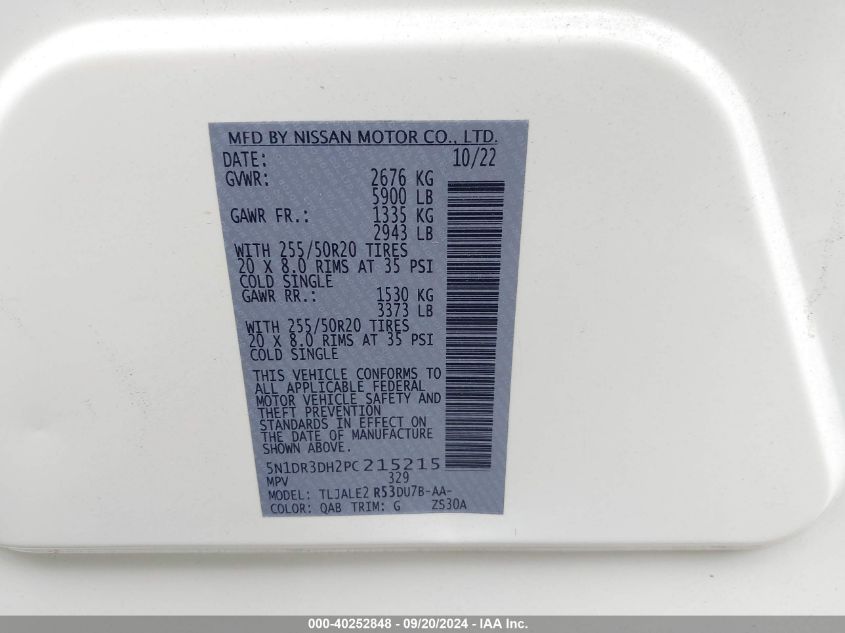 MFD BY NISSAN MOTOR CO., LTD.
DATE: 10/22
GVWR: 2676 KG
5900 LB
GAWR FR.: 1335 KG
2943 LB
WITH 255/50R20 TIRES
20 X 8.0 RIMS AT 35 PSI
COLD SINGLE
GAWR RR.: 1530 KG
3373 LB
WITH 255/50R20 TIRES
20 X 8.0 RIMS AT 35 PSI
COLD SINGLE
THIS VEHICLE CONFORMS TO
ALL APPLICABLE FEDERAL
MOTOR VEHICLE SAFETY AND
THEFT PREVENTION
STANDARDS IN EFFECT ON
THE DATE OF MANUFACTURE
SHOWN ABOVE.
5N1DR3DH2PC215215
MPV 329
MODEL: TLJALE2 R53DU7B-AA-
COLOR: QAB TRIM: G ZS30A
000-40252848 - 09/20/2024 - IAA Inc.